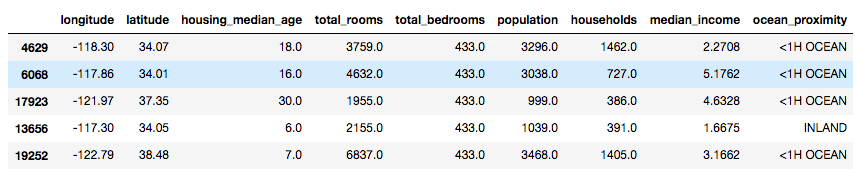 longitude latitude housing_median_age total_rooms total_bedrooms population households median_income ocean_proximity
4629 -118.30 34.07 18.0 3759.0 433.0 3296.0 1462.0 2.2708 <1H OCEAN
6068 -117.86 34.01 16.0 4632.0 433.0 3038.0 727.0 5.1762 <1H OCEAN
17923 -121.97 37.35 30.0 1955.0 433.0 999.0 386.0 4.6328 <1H OCEAN
13656 -117.30 34.05 6.0 2155.0 433.0 1039.0 391.0 1.6675 INLAND
19252 -122.79 38.48 7.0 6837.0 433.0 3468.0 1405.0 3.1662 <1H OCEAN